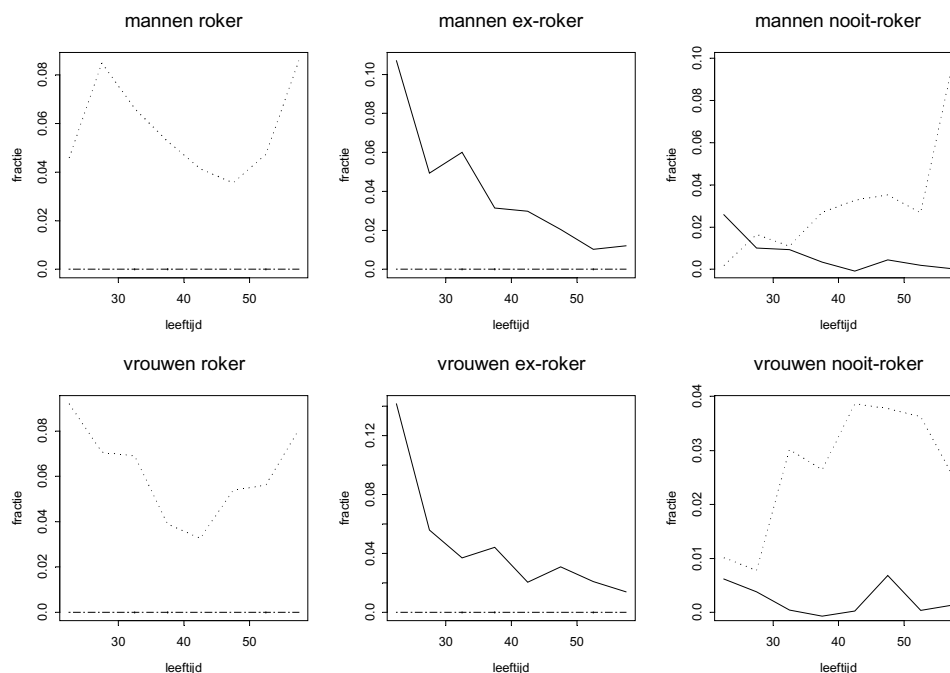 mannen roker
mannen ex-roker
mannen nooit-roker
fractie
0.0 0.02 0.04 0.06 0.08
30 40 50
leeftijd
fractie
0.0 0.02 0.04 0.06 0.08 0.10
30 40 50
leeftijd
fractie
0.0 0.02 0.04 0.06 0.08 0.10
30 40 50
leeftijd
vrouwen roker
vrouwen ex-roker
vrouwen nooit-roker
fractie
0.0 0.02 0.04 0.06 0.08
30 40 50
leeftijd
fractie
0.0 0.04 0.08 0.12
30 40 50
leeftijd
fractie
0.0 0.01 0.02 0.03 0.04
30 40 50
leeftijd